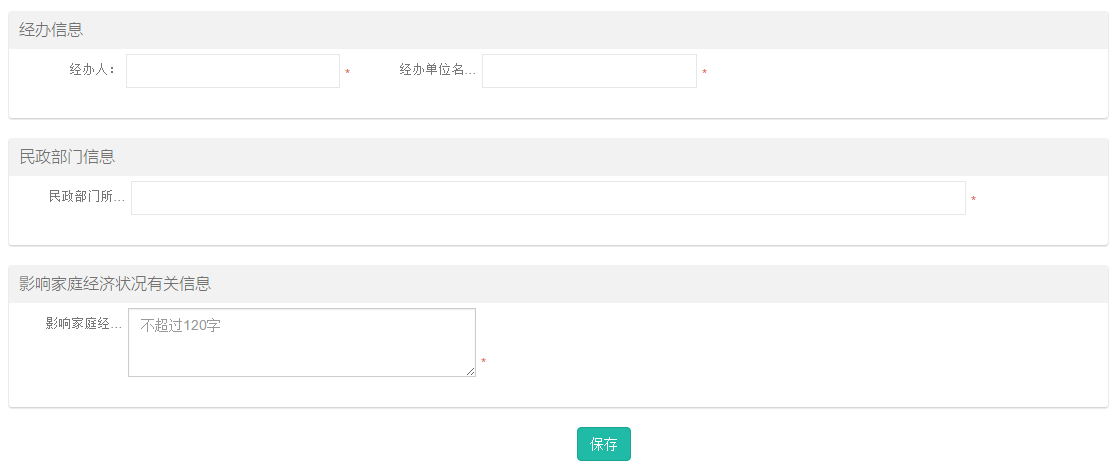 经办信息
经办人： * 经办单位名... *
民政部门信息
民政部门所... *
影响家庭经济状况有关信息
影响家庭经... 不超过120字 *
保存